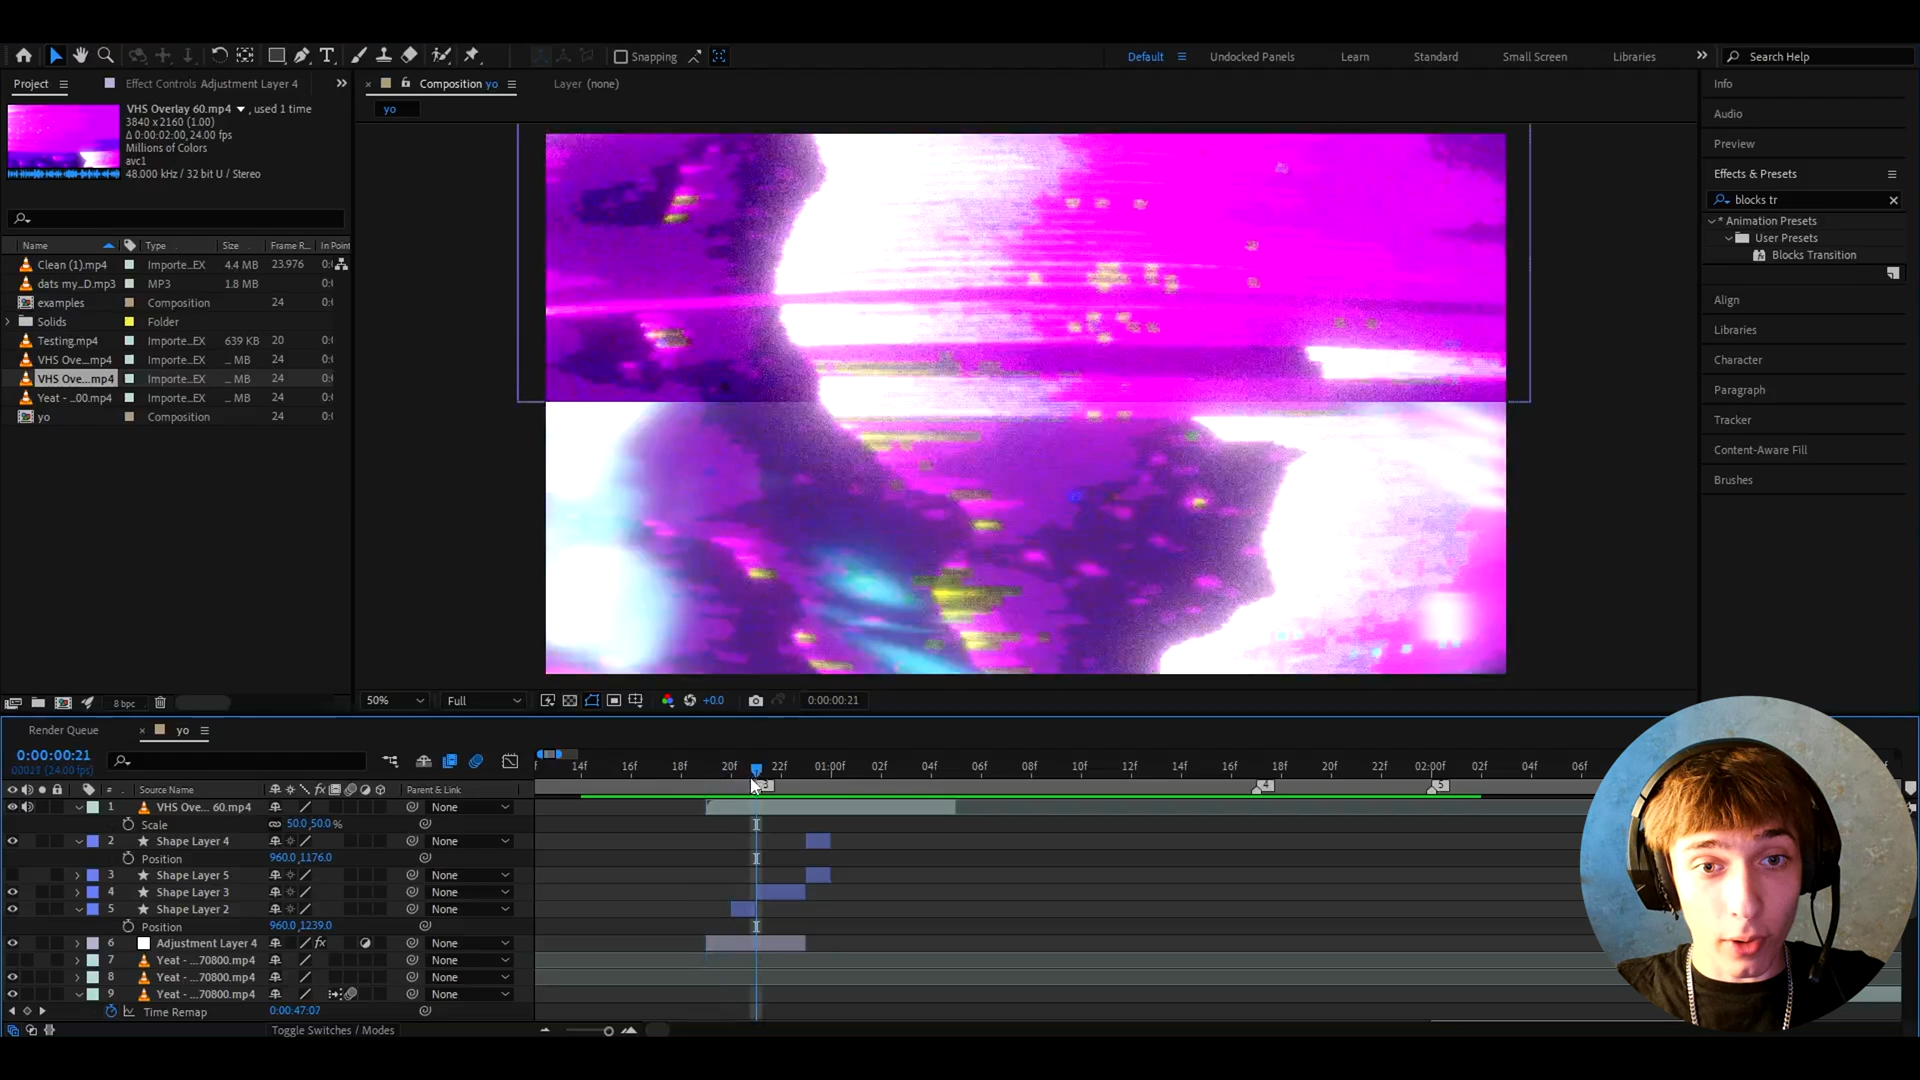 Snapping
Default
Undocked Panels
Learn
Standard
Small Screen
Libraries
Search Help
Project
Effect Controls Adjustment Layer 4
Composition yo
Layer (none)
yo
VHS Overlay 60.mp4 , used 1 time
3840 x 2160 (1.00)
Δ 0:00:02:00, 24.00 fps
Millions of Colors
avc1
48.000 kHz / 32 bit U / Stereo
Name Type Size Frame R... In Point
Clean (1).mp4 Importe...EX 4.4 MB 23.976 0:(
dats my...D.mp3 MP3 1.8 MB 0:(
examples Composition 24 0:(
Solids Folder
Testing.mp4 Importe...EX 639 KB 20 0:(
VHS Ove...mp4 Importe...EX ... MB 24 0:(
VHS Ove...mp4 Importe...EX ... MB 24 0:(
Yeat - ...00.mp4 Importe...EX ... MB 24 0:(
yo Composition 24 0:(
8 bpc
50% Full +0.0 0:00:00:21
Info
Audio
Preview
Effects & Presets
blocks tr
* Animation Presets
User Presets
Blocks Transition
Align
Libraries
Character
Paragraph
Tracker
Content-Aware Fill
Brushes
Render Queue
yo
0:00:00:21
(24.00 fps)
14f 16f 18f 20f 22f 01:00f 02f 04f 06f 08f 10f 12f 14f 16f 18f 20f 22f 02:00f 02f 04f 06f
3 4 5
# Source Name fx Parent & Link
1 VHS Ove... 60.mp4 None
Scale 50.0,50.0%
2 Shape Layer 4 None
Position 960.0,1176.0
3 Shape Layer 5 None
4 Shape Layer 3 None
5 Shape Layer 2 None
Position 960.0,1239.0
6 Adjustment Layer 4 fx None
7 Yeat - ...70800.mp4 None
8 Yeat - ...70800.mp4 None
9 Yeat - ...70800.mp4 None
Time Remap 0:00:47:07
Toggle Switches / Modes